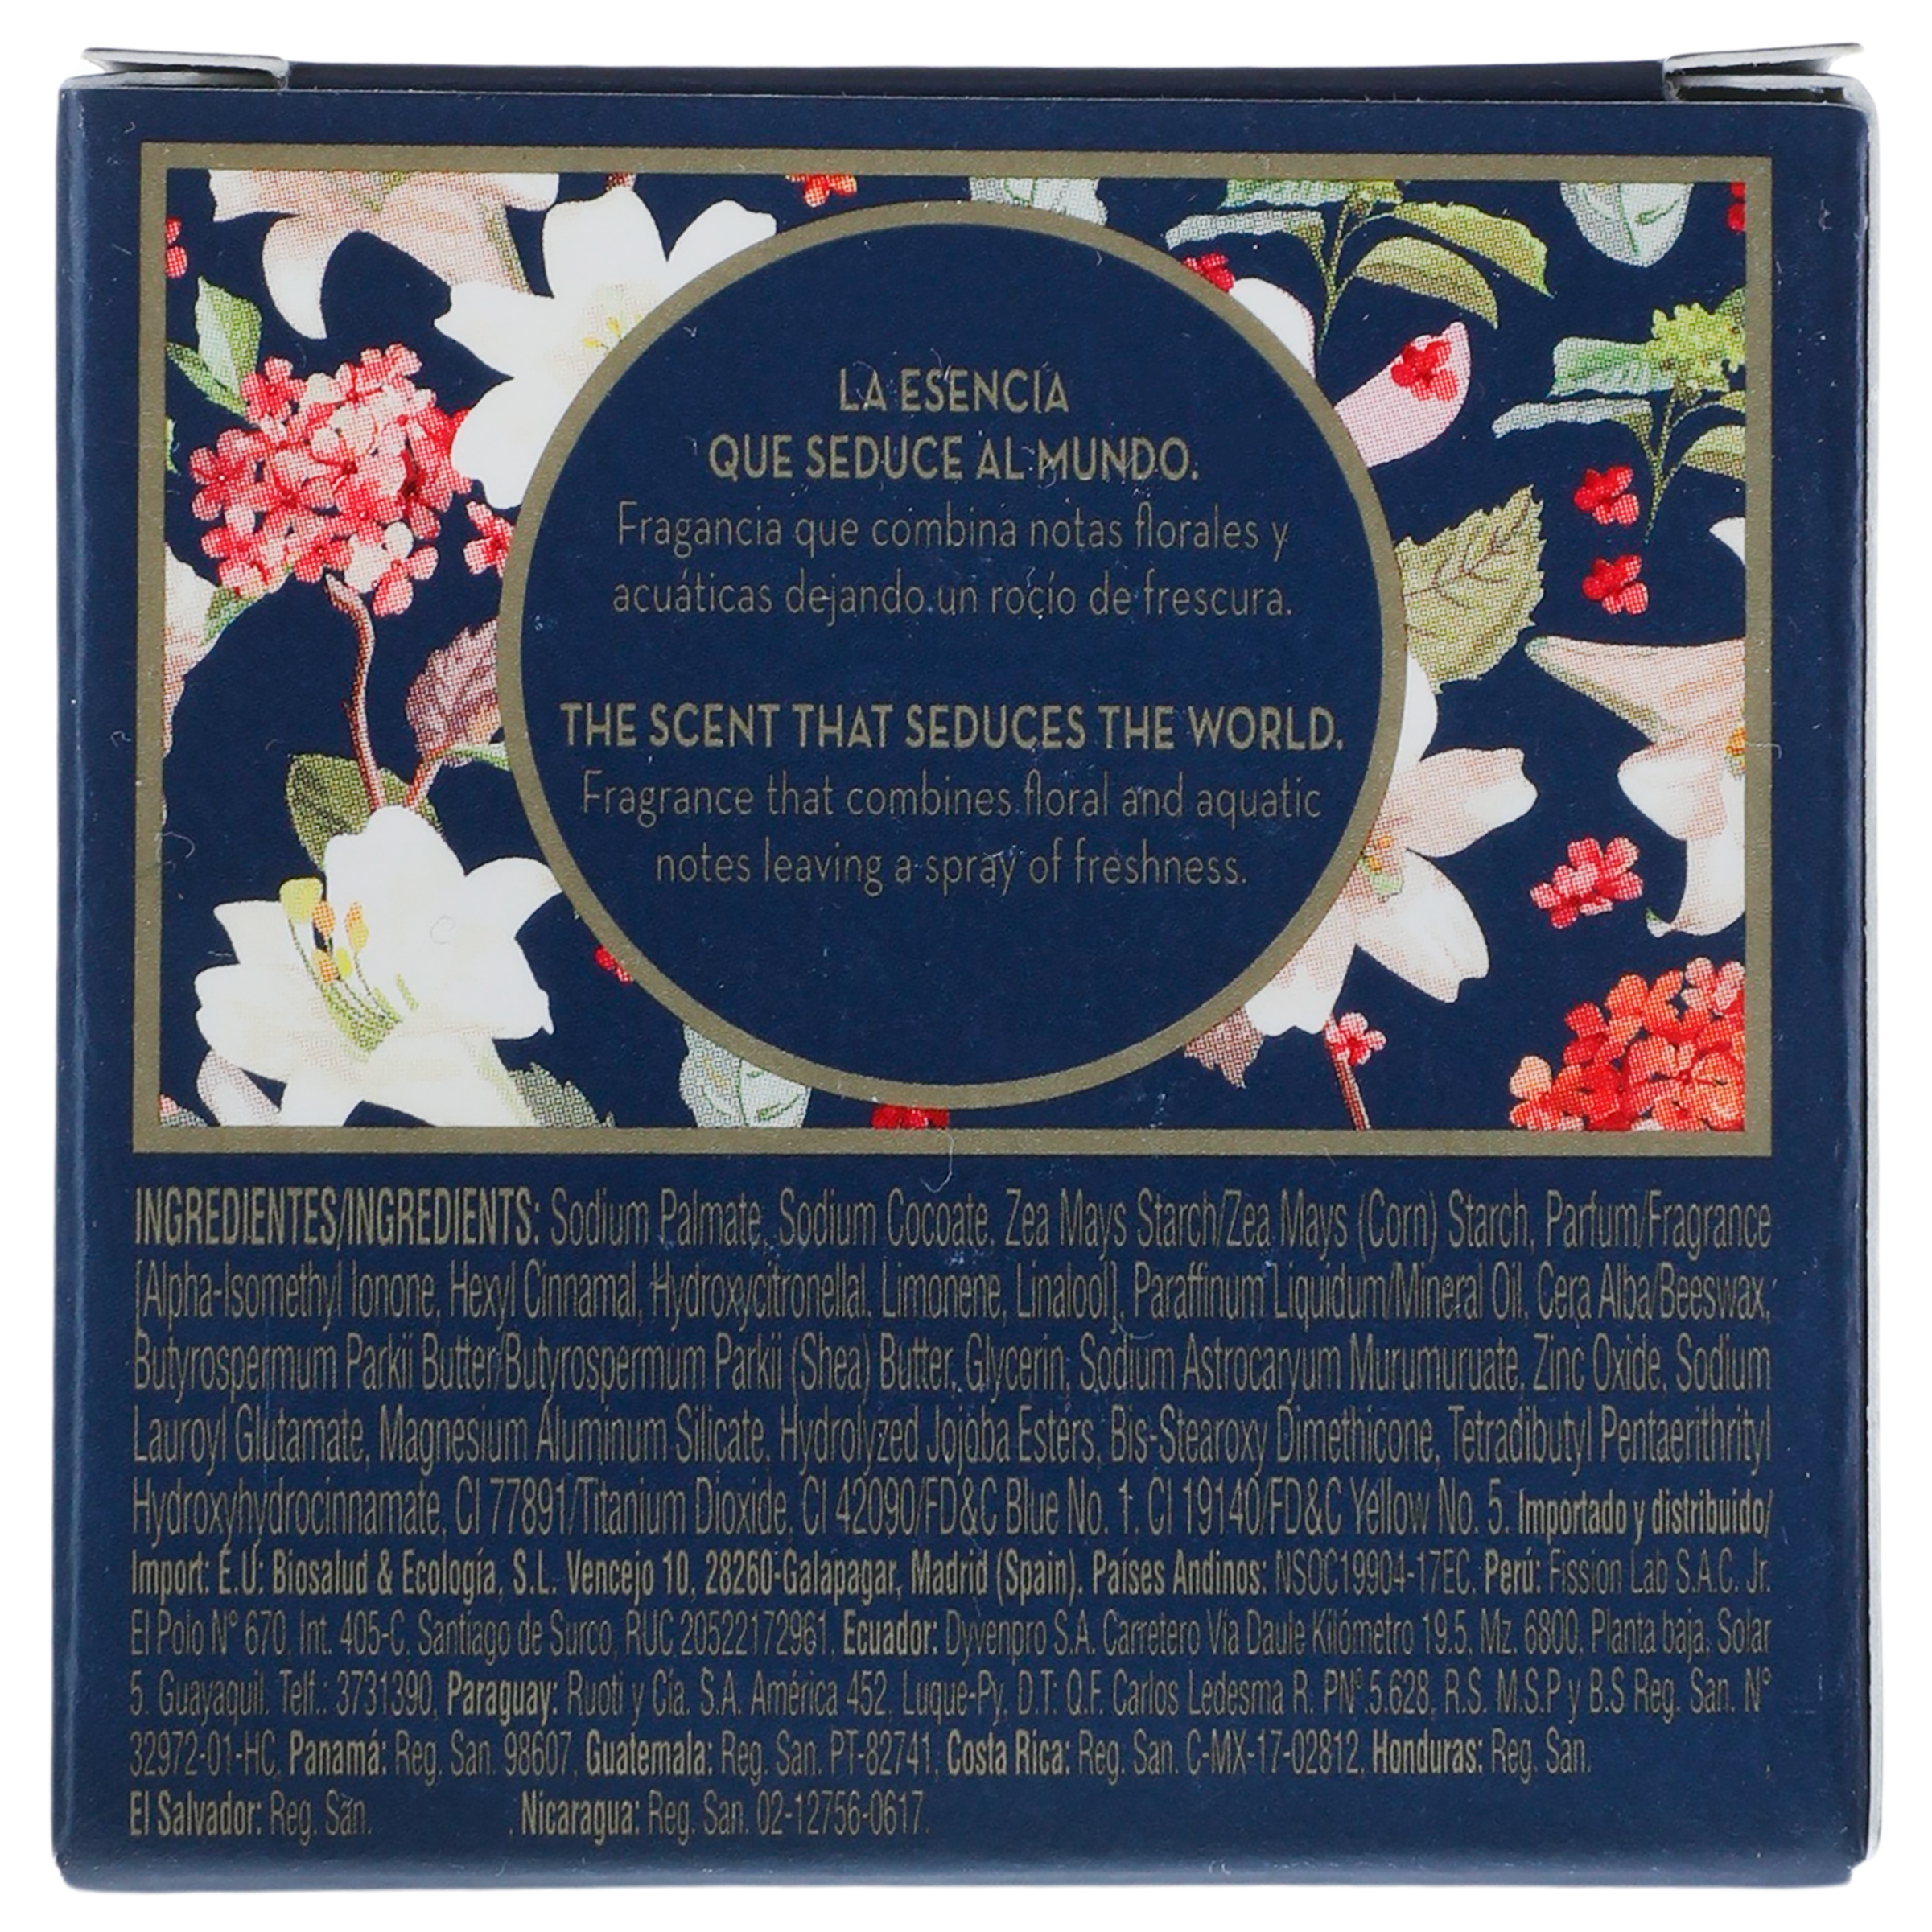 LA ESENCIA
QUE SEDUCE AL MUNDO.
Fragancia que combina notas florales y
acuáticas dejando un rocío de frescura.
THE SCENT THAT SEDUCES THE WORLD.
Fragrance that combines floral and aquatic
notes leaving a spray of freshness.
INGREDIENTES/INGREDIENTS: Sodium Palmate, Sodium Cocoate, Zea Mays Starch/Zea Mays (Corn) Starch, Parfum/Fragrance
[Alpha-Isomethyl Ionone, Hexyl Cinnamal, Hydroxycitronellal, Limonene, Linalool], Paraffinum Liquidum/Mineral Oil, Cera Alba/Beeswax,
Butyrospermum Parkii Butter/Butyrospermum Parkii (Shea) Butter, Glycerin, Sodium Astrocaryum Murumuruate, Zinc Oxide, Sodium
Lauroyl Glutamate, Magnesium Aluminum Silicate, Hydrolyzed Jojoba Esters, Bis-Stearoxy Dimethicone, Tetradibutyl Pentaerithrityl
Hydroxyhydrocinnamate, CI 77891/Titanium Dioxide, CI 42090/FD&C Blue No. 1, CI 19140/FD&C Yellow No. 5. Importado y distribuido/
Import: E.U: Biosalud & Ecología, S.L. Vencejo 10, 28260-Galapagar, Madrid (Spain). Países Andinos: NSOC19904-17EC. Perú: Fission Lab S.A.C. Jr.
El Polo N° 670, Int. 405-C, Santiago de Surco, RUC 20522172961, Ecuador: Dyvenpro S.A. Carretero Vía Daule Kilómetro 19.5, Mz. 6800, Planta baja, Solar
5. Guayaquil. Telf.: 3731390, Paraguay: Ruoti y Cía. S.A. América 452, Luque-Py, D.T: Q.F. Carlos Ledesma R. PN° 5.628, R.S. M.S.P y B.S Reg. San. N°
32972-01-HC, Panamá: Reg. San. 98607, Guatemala: Reg. San. PT-82741, Costa Rica: Reg. San. C-MX-17-02812, Honduras: Reg. San. ,
El Salvador: Reg. San. , Nicaragua: Reg. San. 02-12756-0617.